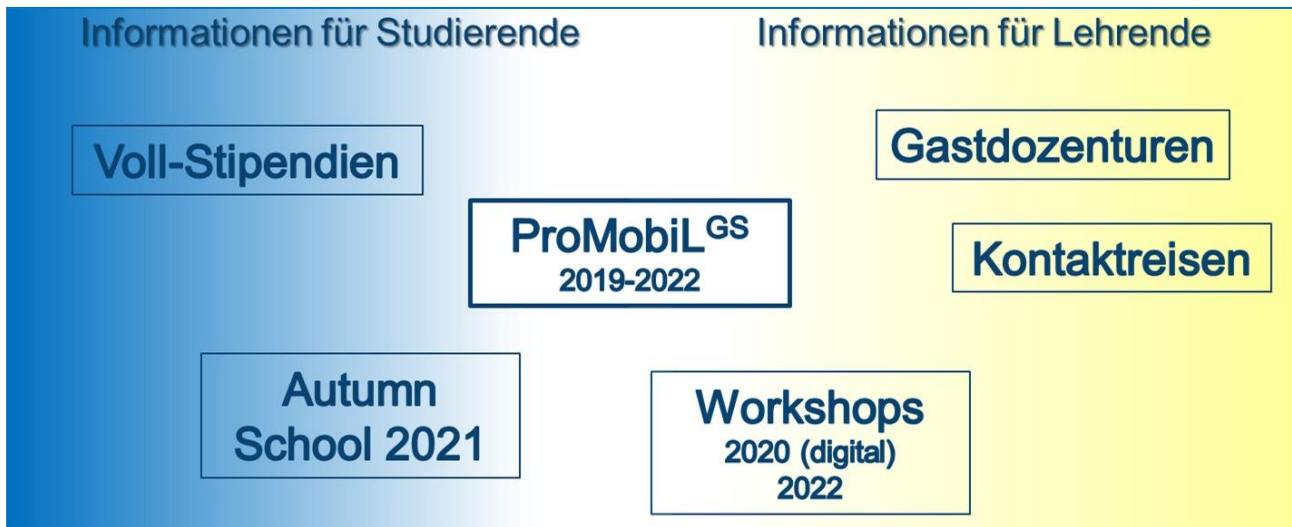 Informationen für Studierende
Informationen für Lehrende
Voll-Stipendien
Gastdozenturen
ProMobiLGS
2019-2022
Kontaktreisen
Autumn
School 2021
Workshops
2020 (digital)
2022